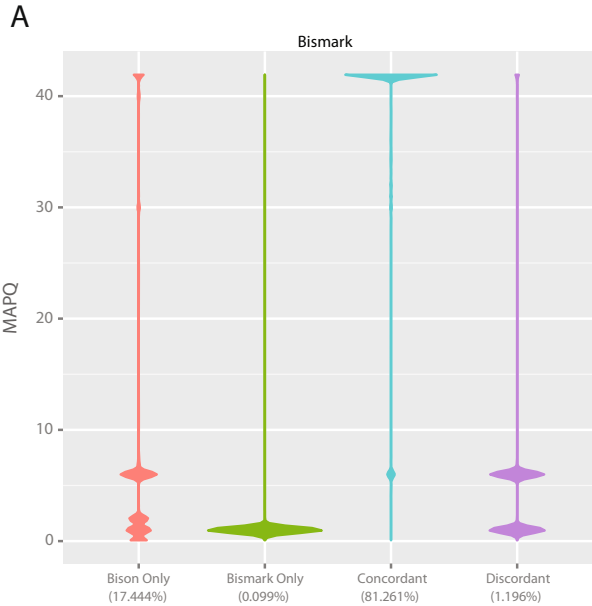 A
Bismark
MAPQ
40
30
20
10
0
Bison Only
(17.444%)
Bismark Only
(0.099%)
Concordant
(81.261%)
Discordant
(1.196%)